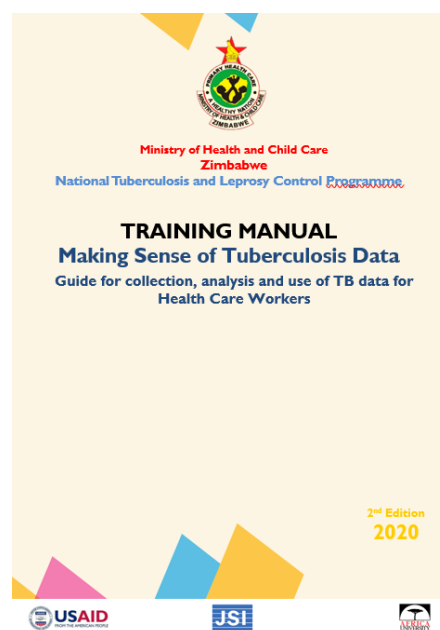 PRIMARY HEALTH CARE
A HEALTHY NATION
MINISTRY OF HEALTH & CHILD CARE
ZIMBABWE
Ministry of Health and Child Care
Zimbabwe
National Tuberculosis and Leprosy Control Programme
TRAINING MANUAL
Making Sense of Tuberculosis Data
Guide for collection, analysis and use of TB data for
Health Care Workers
2nd Edition
2020
USAID
FROM THE AMERICAN PEOPLE
JSI
AFRICA
UNIVERSITY